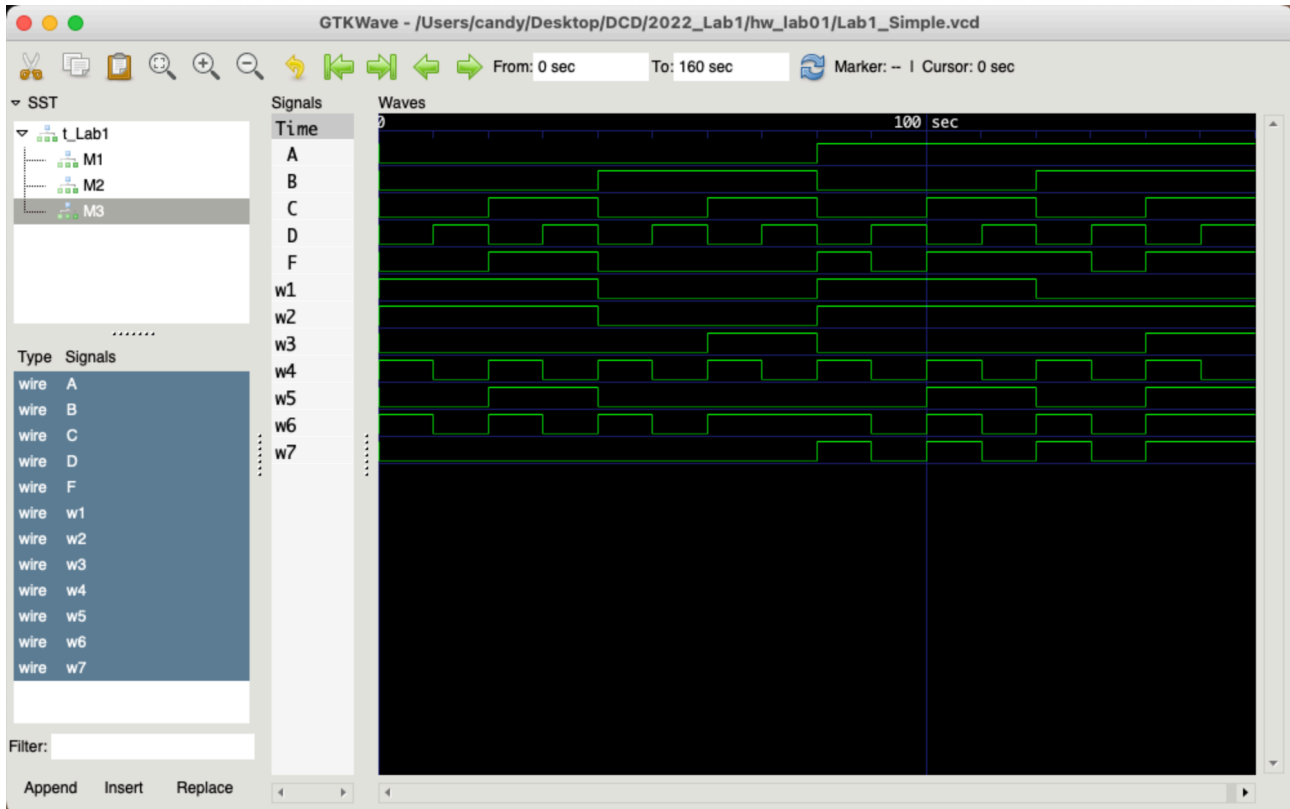 GTKWave - /Users/candy/Desktop/DCD/2022_Lab1/hw_lab01/Lab1_Simple.vcd
From: 0 sec To: 160 sec Marker: -- | Cursor: 0 sec
SST
t_Lab1
M1
M2
M3
Type Signals
wire A
wire B
wire C
wire D
wire F
wire w1
wire w2
wire w3
wire w4
wire w5
wire w6
wire w7
Filter:
Append Insert Replace
Signals
Time
A
B
C
D
F
w1
w2
w3
w4
w5
w6
w7
Waves
0 100 sec